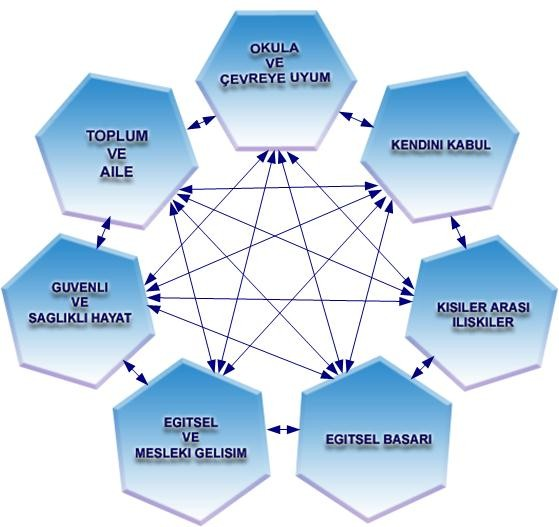 OKULA
VE
ÇEVREYE UYUM
TOPLUM
VE
AILE
KENDINI KABUL
GUVENLI
VE
SAGLIKLI HAYAT
KISILER ARASI
ILISKILER
EGITSEL
VE
MESLEKI GELISIM
EGITSEL BASARI